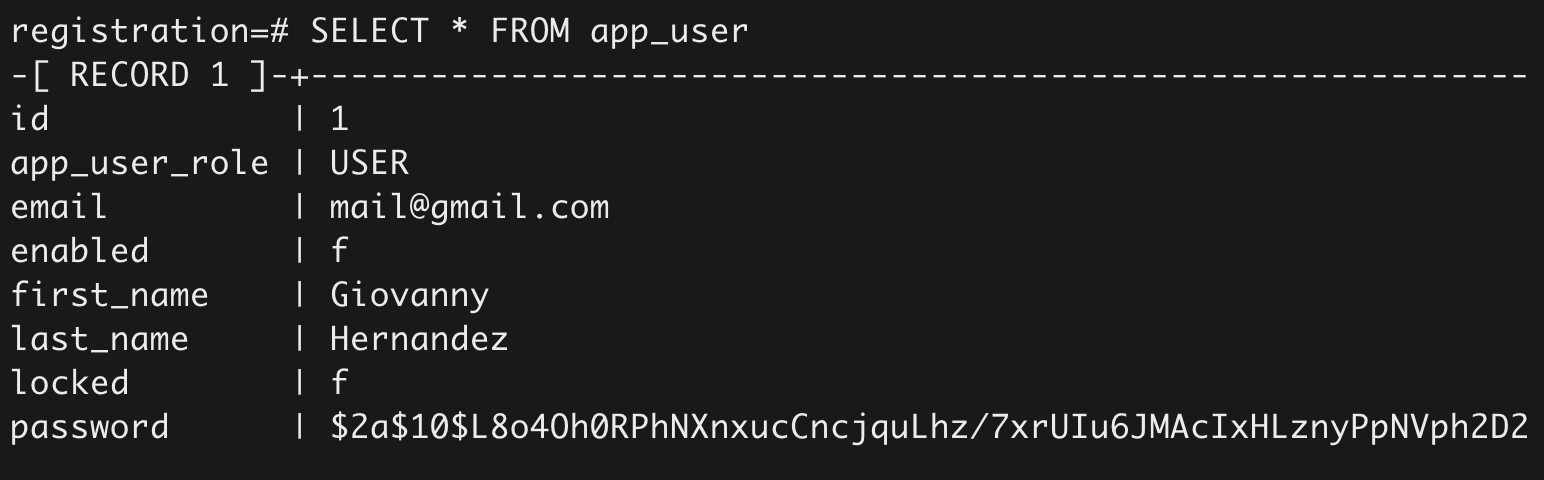 registration=# SELECT * FROM app_user
-[ RECORD 1 ]-+-------------------------------------------------------------
id             | 1
app_user_role | USER
email          | mail@gmail.com
enabled        | f
first_name     | Giovanny
last_name      | Hernandez
locked         | f
password       | $2a$10$L8o4Oh0RPhNXnxucCncjquLhz/7xrUIu6JMAcIxHLznyPpNVph2D2